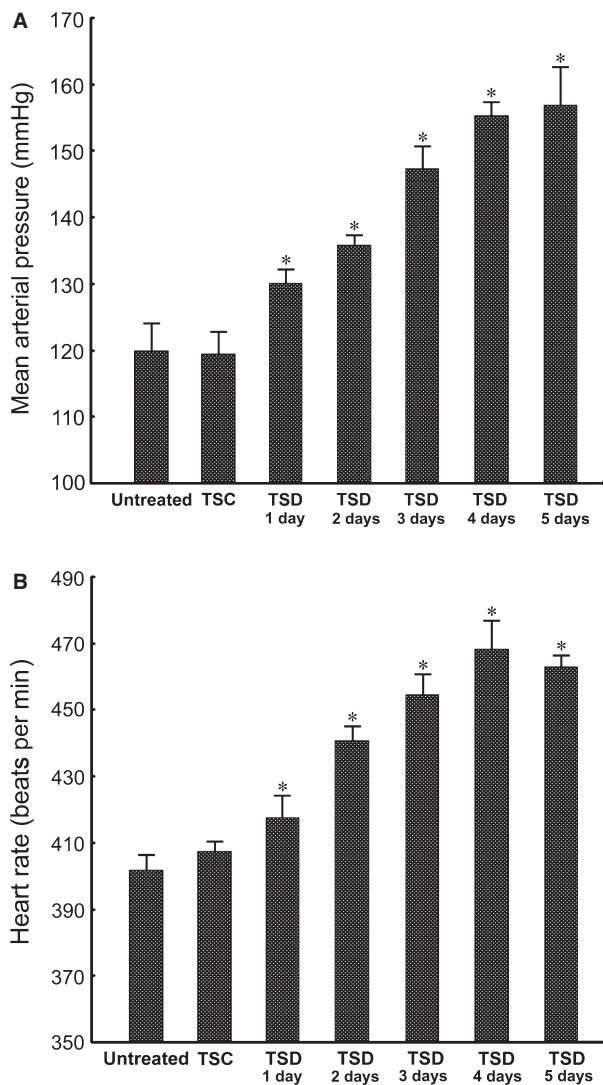 A
Mean arterial pressure (mmHg)
170
160
150
140
130
120
110
100
* * * * *
Untreated TSC TSD TSD TSD TSD TSD
1 day 2 days 3 days 4 days 5 days
B
Heart rate (beats per min)
490
470
450
430
410
390
370
350
* * * * *
Untreated TSC TSD TSD TSD TSD TSD
1 day 2 days 3 days 4 days 5 days